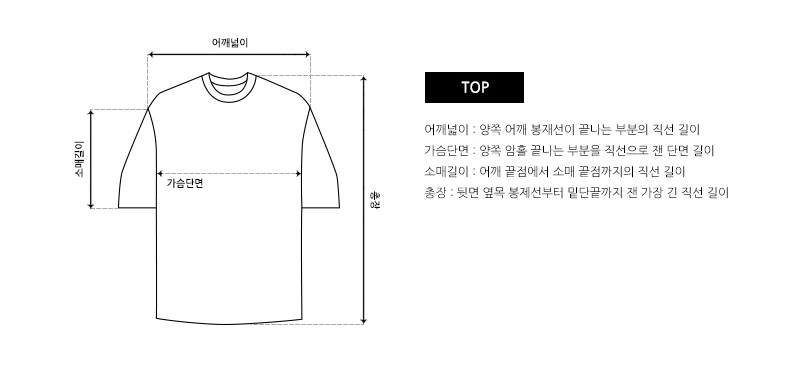 어깨넓이
소매길이
가슴단면
총장
TOP
어깨넓이 : 양쪽 어깨 봉재선이 끝나는 부분의 직선 길이
가슴단면 : 양쪽 암홀 끝나는 부분을 직선으로 잰 단면 길이
소매길이 : 어깨 끝점에서 소매 끝점까지의 직선 길이
총장 : 뒷면 옆목 봉제선부터 밑단끝까지 잰 가장 긴 직선 길이